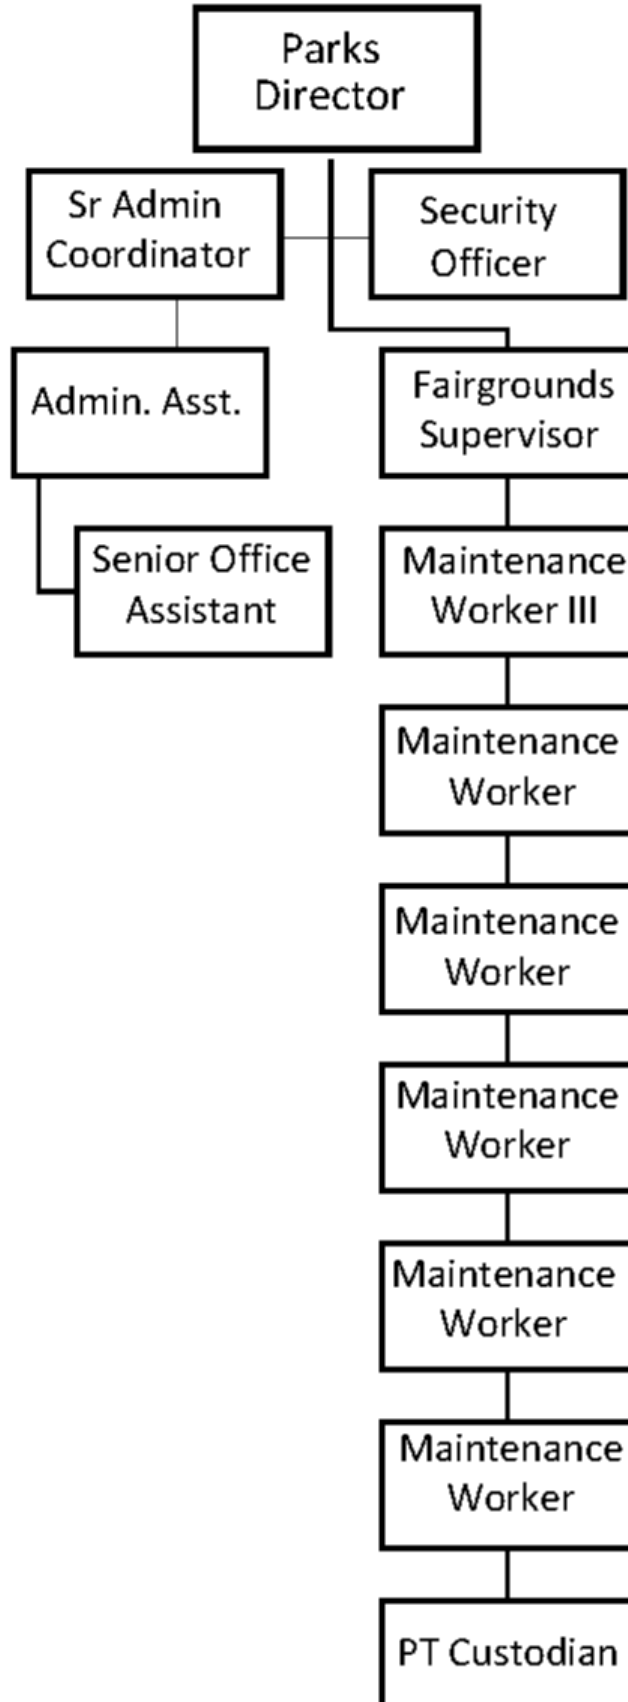 Parks
Director
Sr Admin
Coordinator
Security
Officer
Admin. Asst.
Fairgrounds
Supervisor
Senior Office
Assistant
Maintenance
Worker III
Maintenance
Worker
Maintenance
Worker
Maintenance
Worker
Maintenance
Worker
Maintenance
Worker
PT Custodian